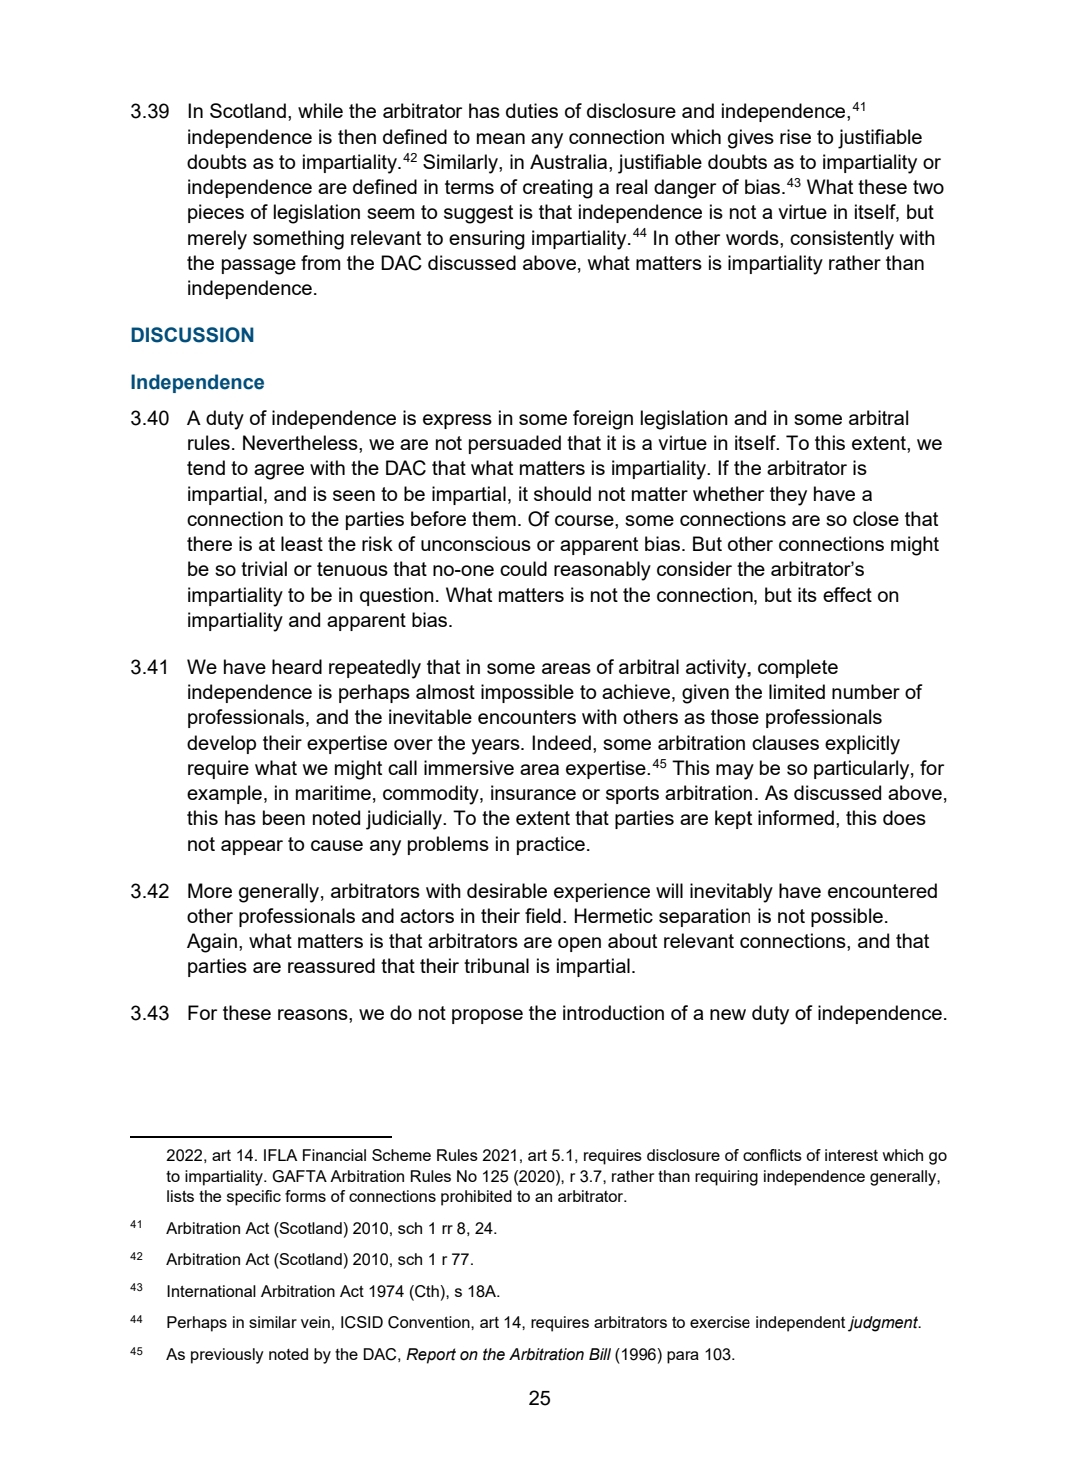 3.39 In Scotland, while the arbitrator has duties of disclosure and independence,41
independence is then defined to mean any connection which gives rise to justifiable
doubts as to impartiality.42 Similarly, in Australia, justifiable doubts as to impartiality or
independence are defined in terms of creating a real danger of bias.43 What these two
pieces of legislation seem to suggest is that independence is not a virtue in itself, but
merely something relevant to ensuring impartiality.44 In other words, consistently with
the passage from the DAC discussed above, what matters is impartiality rather than
independence.
DISCUSSION
Independence
3.40 A duty of independence is express in some foreign legislation and in some arbitral
rules. Nevertheless, we are not persuaded that it is a virtue in itself. To this extent, we
tend to agree with the DAC that what matters is impartiality. If the arbitrator is
impartial, and is seen to be impartial, it should not matter whether they have a
connection to the parties before them. Of course, some connections are so close that
there is at least the risk of unconscious or apparent bias. But other connections might
be so trivial or tenuous that no-one could reasonably consider the arbitrator’s
impartiality to be in question. What matters is not the connection, but its effect on
impartiality and apparent bias.
3.41 We have heard repeatedly that in some areas of arbitral activity, complete
independence is perhaps almost impossible to achieve, given the limited number of
professionals, and the inevitable encounters with others as those professionals
develop their expertise over the years. Indeed, some arbitration clauses explicitly
require what we might call immersive area expertise.45 This may be so particularly, for
example, in maritime, commodity, insurance or sports arbitration. As discussed above,
this has been noted judicially. To the extent that parties are kept informed, this does
not appear to cause any problems in practice.
3.42 More generally, arbitrators with desirable experience will inevitably have encountered
other professionals and actors in their field. Hermetic separation is not possible.
Again, what matters is that arbitrators are open about relevant connections, and that
parties are reassured that their tribunal is impartial.
3.43 For these reasons, we do not propose the introduction of a new duty of independence.
2022, art 14. IFLA Financial Scheme Rules 2021, art 5.1, requires disclosure of conflicts of interest which go
to impartiality. GAFTA Arbitration Rules No 125 (2020), r 3.7, rather than requiring independence generally,
lists the specific forms of connections prohibited to an arbitrator.
41 Arbitration Act (Scotland) 2010, sch 1 rr 8, 24.
42 Arbitration Act (Scotland) 2010, sch 1 r 77.
43 International Arbitration Act 1974 (Cth), s 18A.
44 Perhaps in similar vein, ICSID Convention, art 14, requires arbitrators to exercise independent judgment.
45 As previously noted by the DAC, Report on the Arbitration Bill (1996) para 103.
25